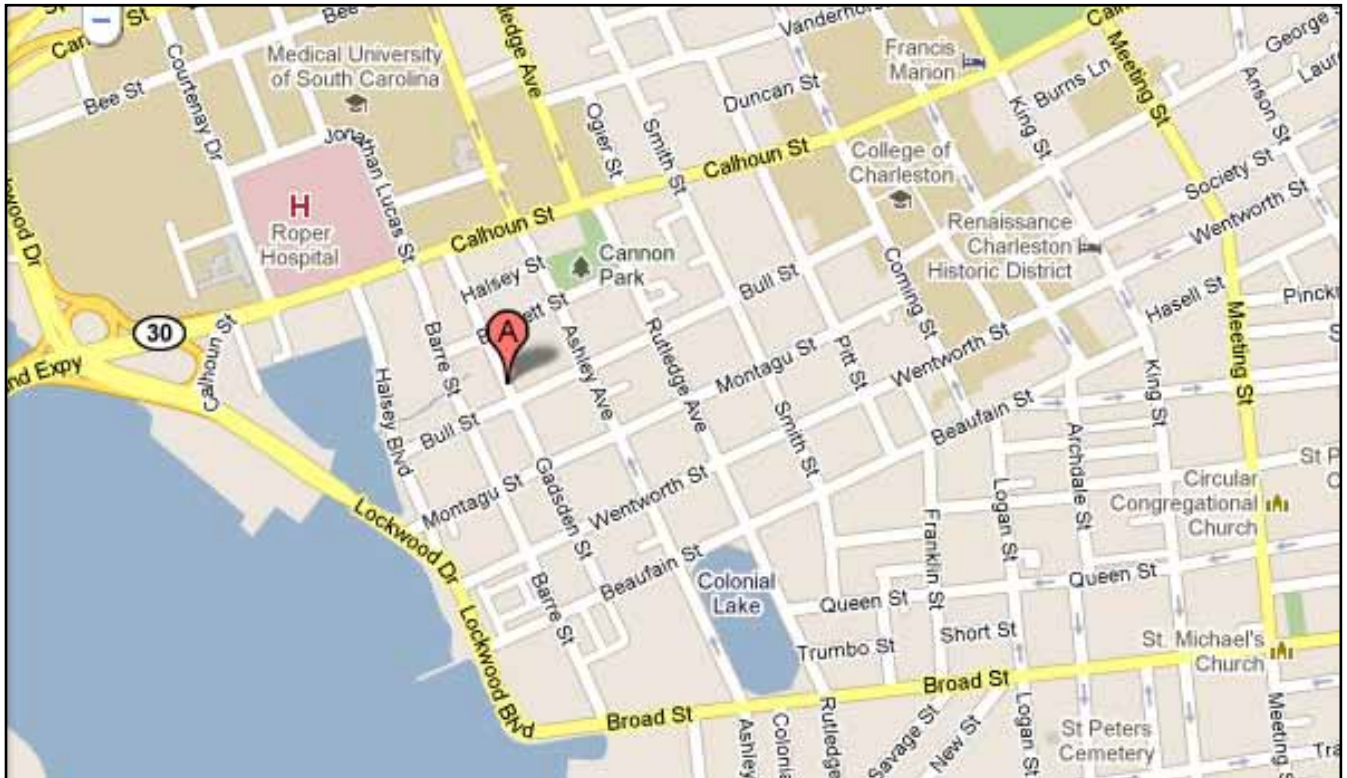 Bee St
Vanderhorst
George St
Medical University
of South Carolina
Courtenay Dr
Bee St
Rutledge Ave
Francis
Marion
Meeting St
Burns Ln
Anson St
Duncan St
King St
Jonathan Lucas St
Ogier St
Smith St
Calhoun St
College of
Charleston
Society St
H
Roper
Hospital
Calhoun St
Renaissance
Charleston
Historic District
Wentworth St
Cannon
Park
Halsey St
Bull St
Coming St
Hasell St
30
Calhoun St
Barre St
A
Ashley Ave
Rutledge Ave
Montagu St
Pitt St
Wentworth St
Meeting St
King St
Halsey Blvd
Bull St
Smith St
Beaufain St
Archdale St
Montagu St
Gadsden St
Wentworth St
Logan St
Circular
Congregational
Church
Lockwood Dr
Franklin St
Beaufain St
Barre St
Colonial
Lake
Queen St
Queen St
Lockwood Blvd
Trumbo St
Short St
St. Michael's
Church
Broad St
Broad St
Ashley
Rutledge
Savage St
New St
Logan St
St Peters
Cemetery
Meeting St